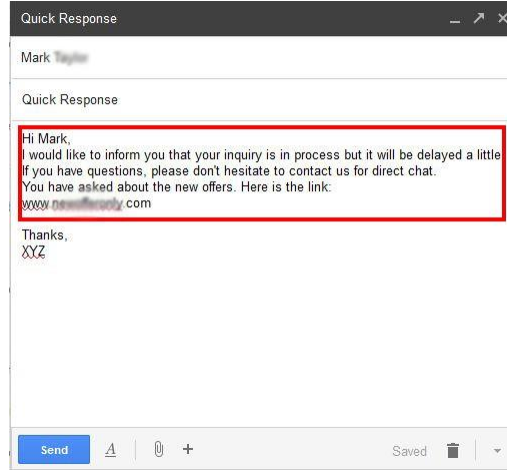 Quick Response
Mark
Quick Response
Hi Mark,
I would like to inform you that your inquiry is in process but it will be delayed a little
If you have questions, please don't hesitate to contact us for direct chat.
You have asked about the new offers. Here is the link:
www.newofferonly.com
Thanks,
XYZ
Send A Saved